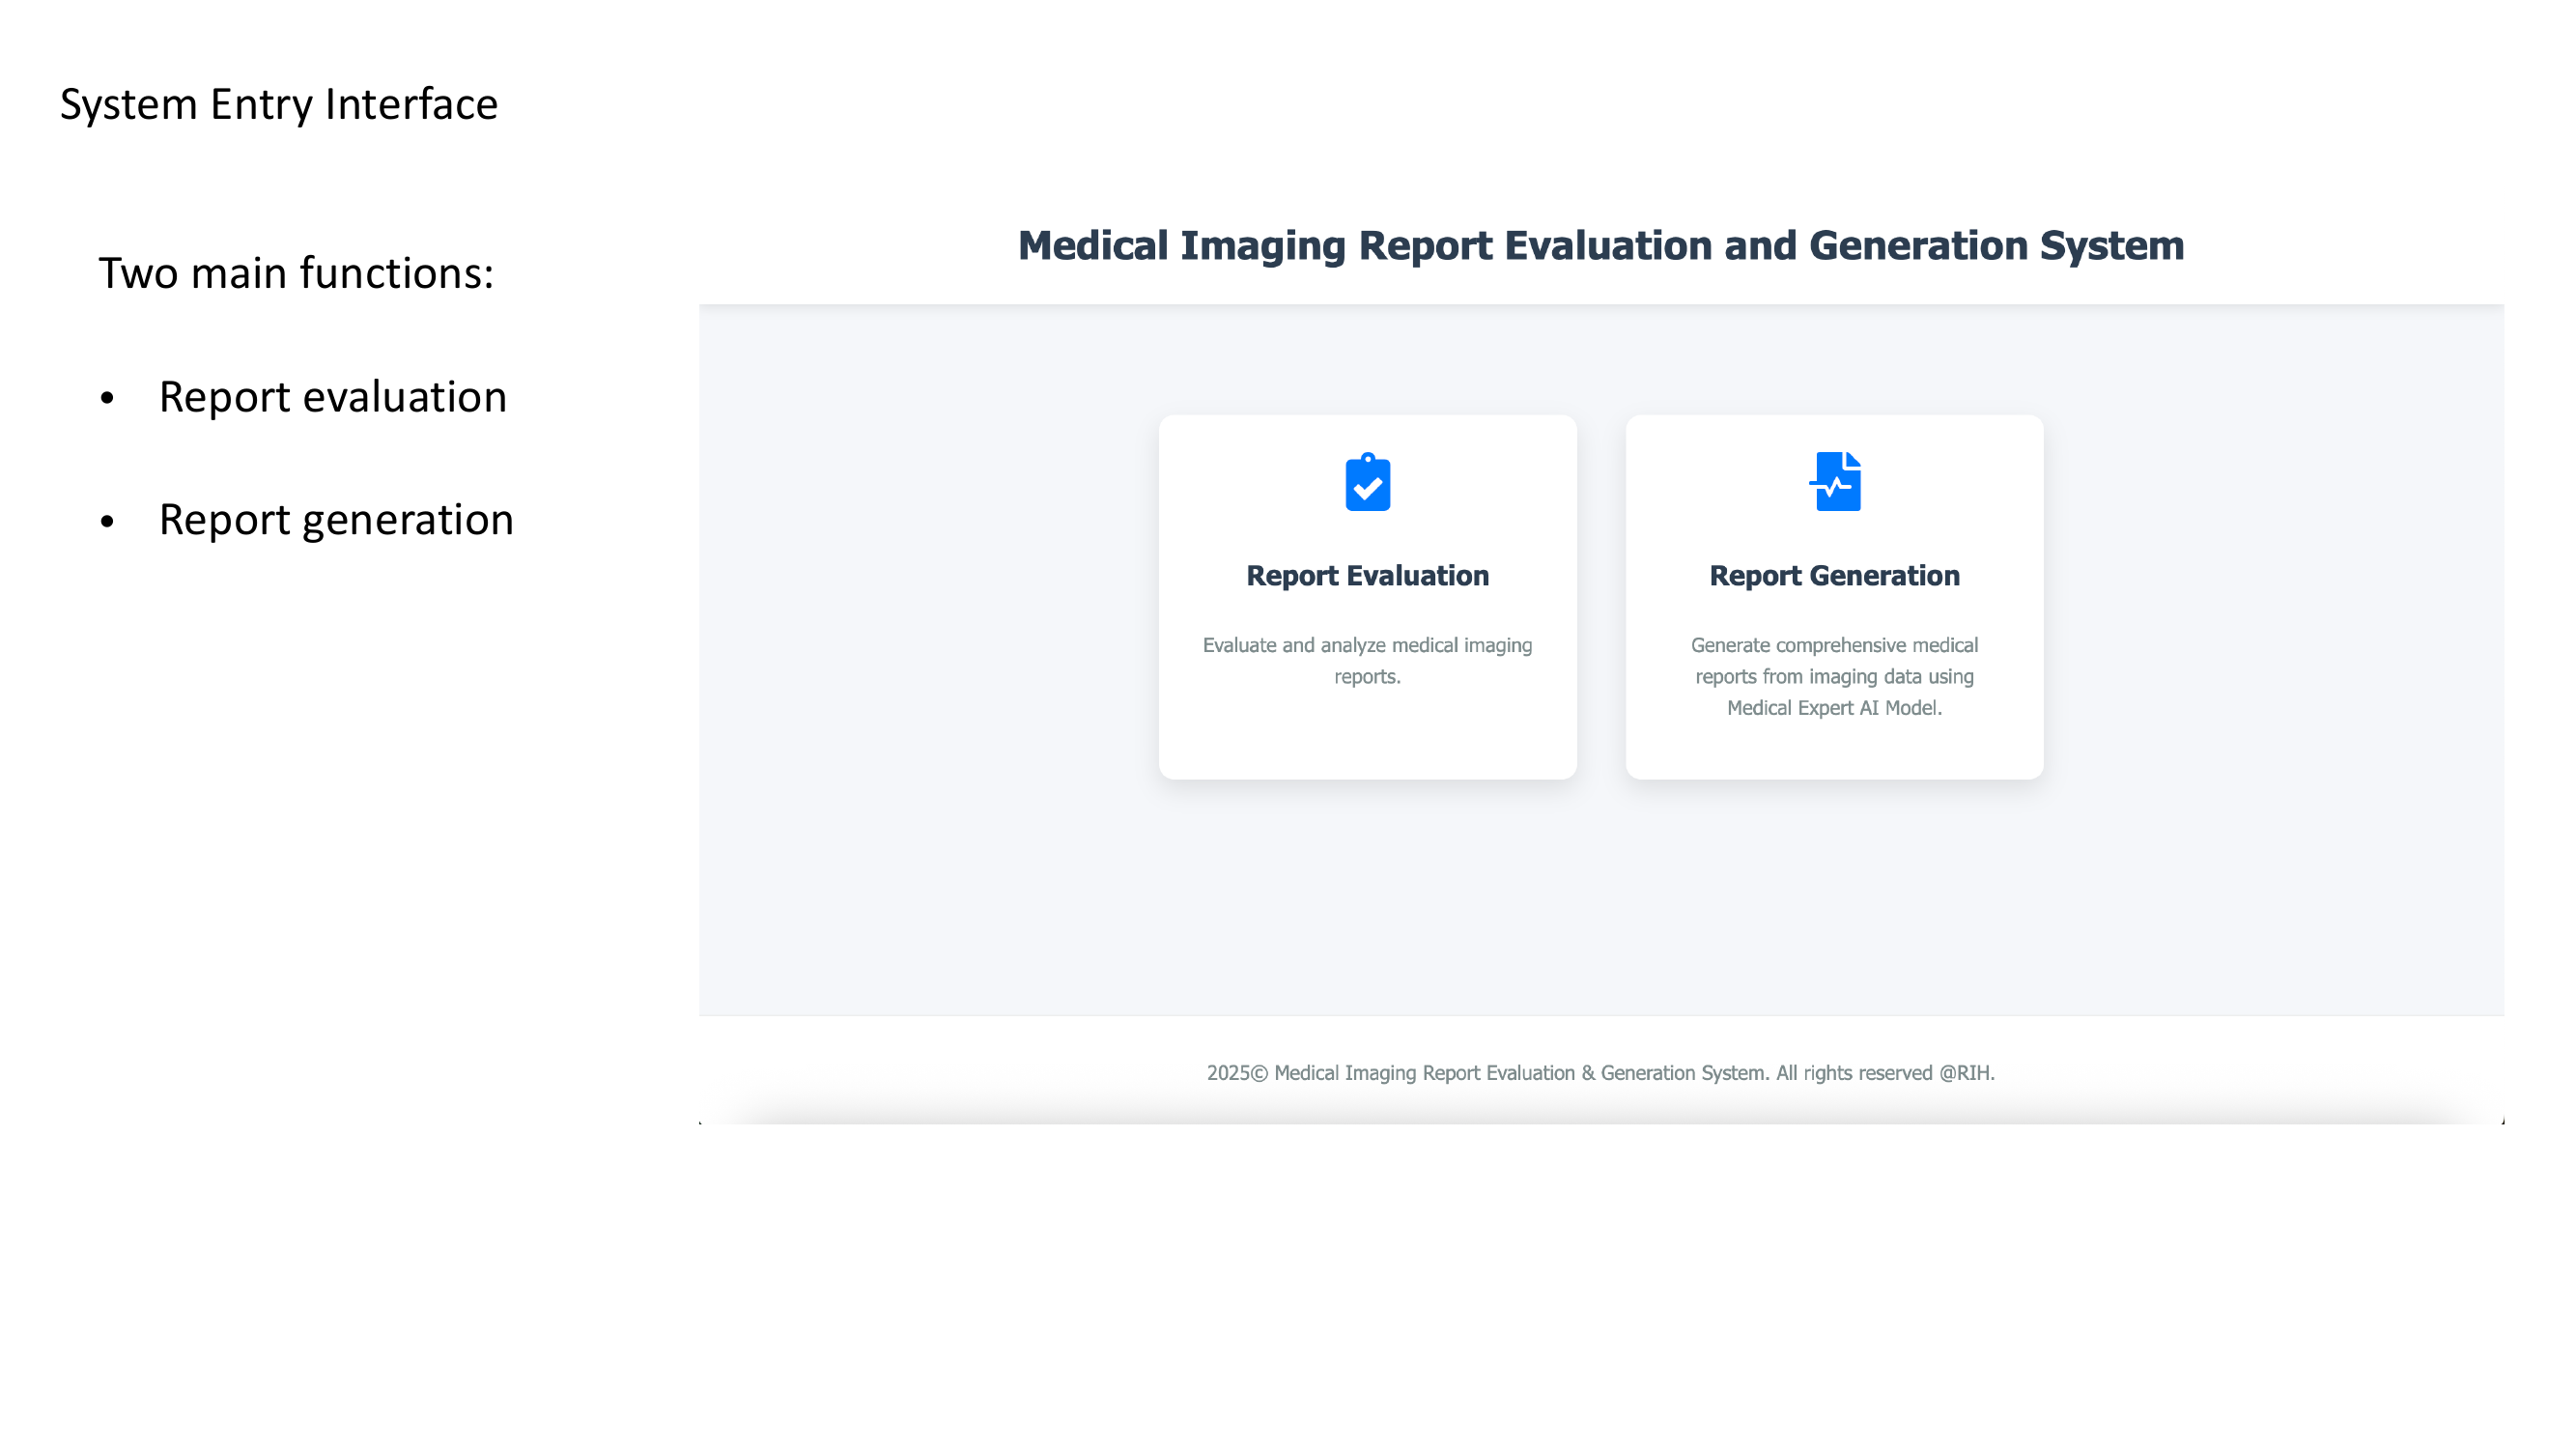 System Entry Interface
Two main functions:
• Report evaluation
• Report generation
Medical Imaging Report Evaluation and Generation System
Report Evaluation
Evaluate and analyze medical imaging
reports.
Report Generation
Generate comprehensive medical
reports from imaging data using
Medical Expert AI Model.
2025© Medical Imaging Report Evaluation & Generation System. All rights reserved @RIH.